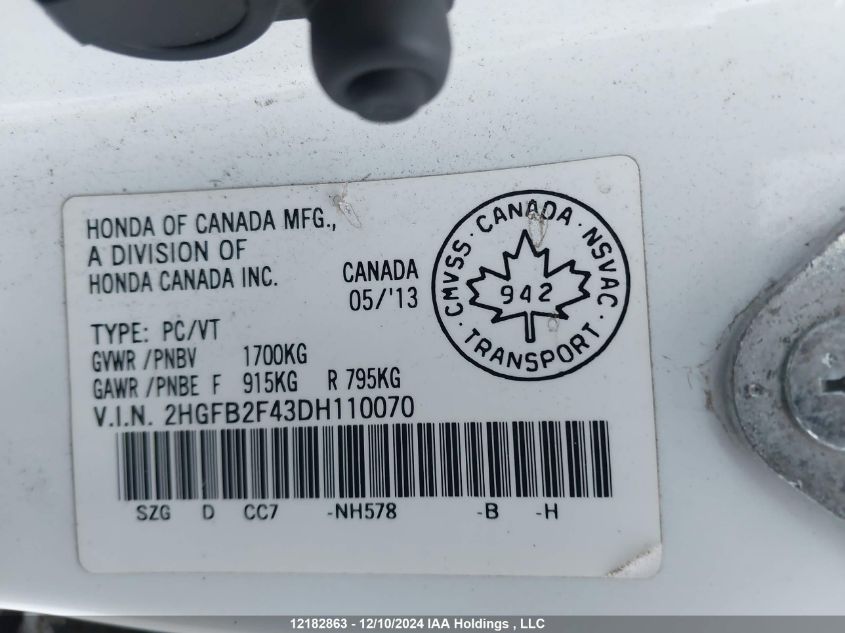 HONDA OF CANADA MFG.,
A DIVISION OF
HONDA CANADA INC.
CANADA
05/'13
CMVSS · CANADA · NSVAC · TRANSPORT ·
942
TYPE: PC/VT
GVWR /PNBV 1700KG
GAWR /PNBE F 915KG R 795KG
V.I.N. 2HGFB2F43DH110070
SZG D CC7 -NH578 -B -H
12182863 - 12/10/2024 IAA Holdings , LLC